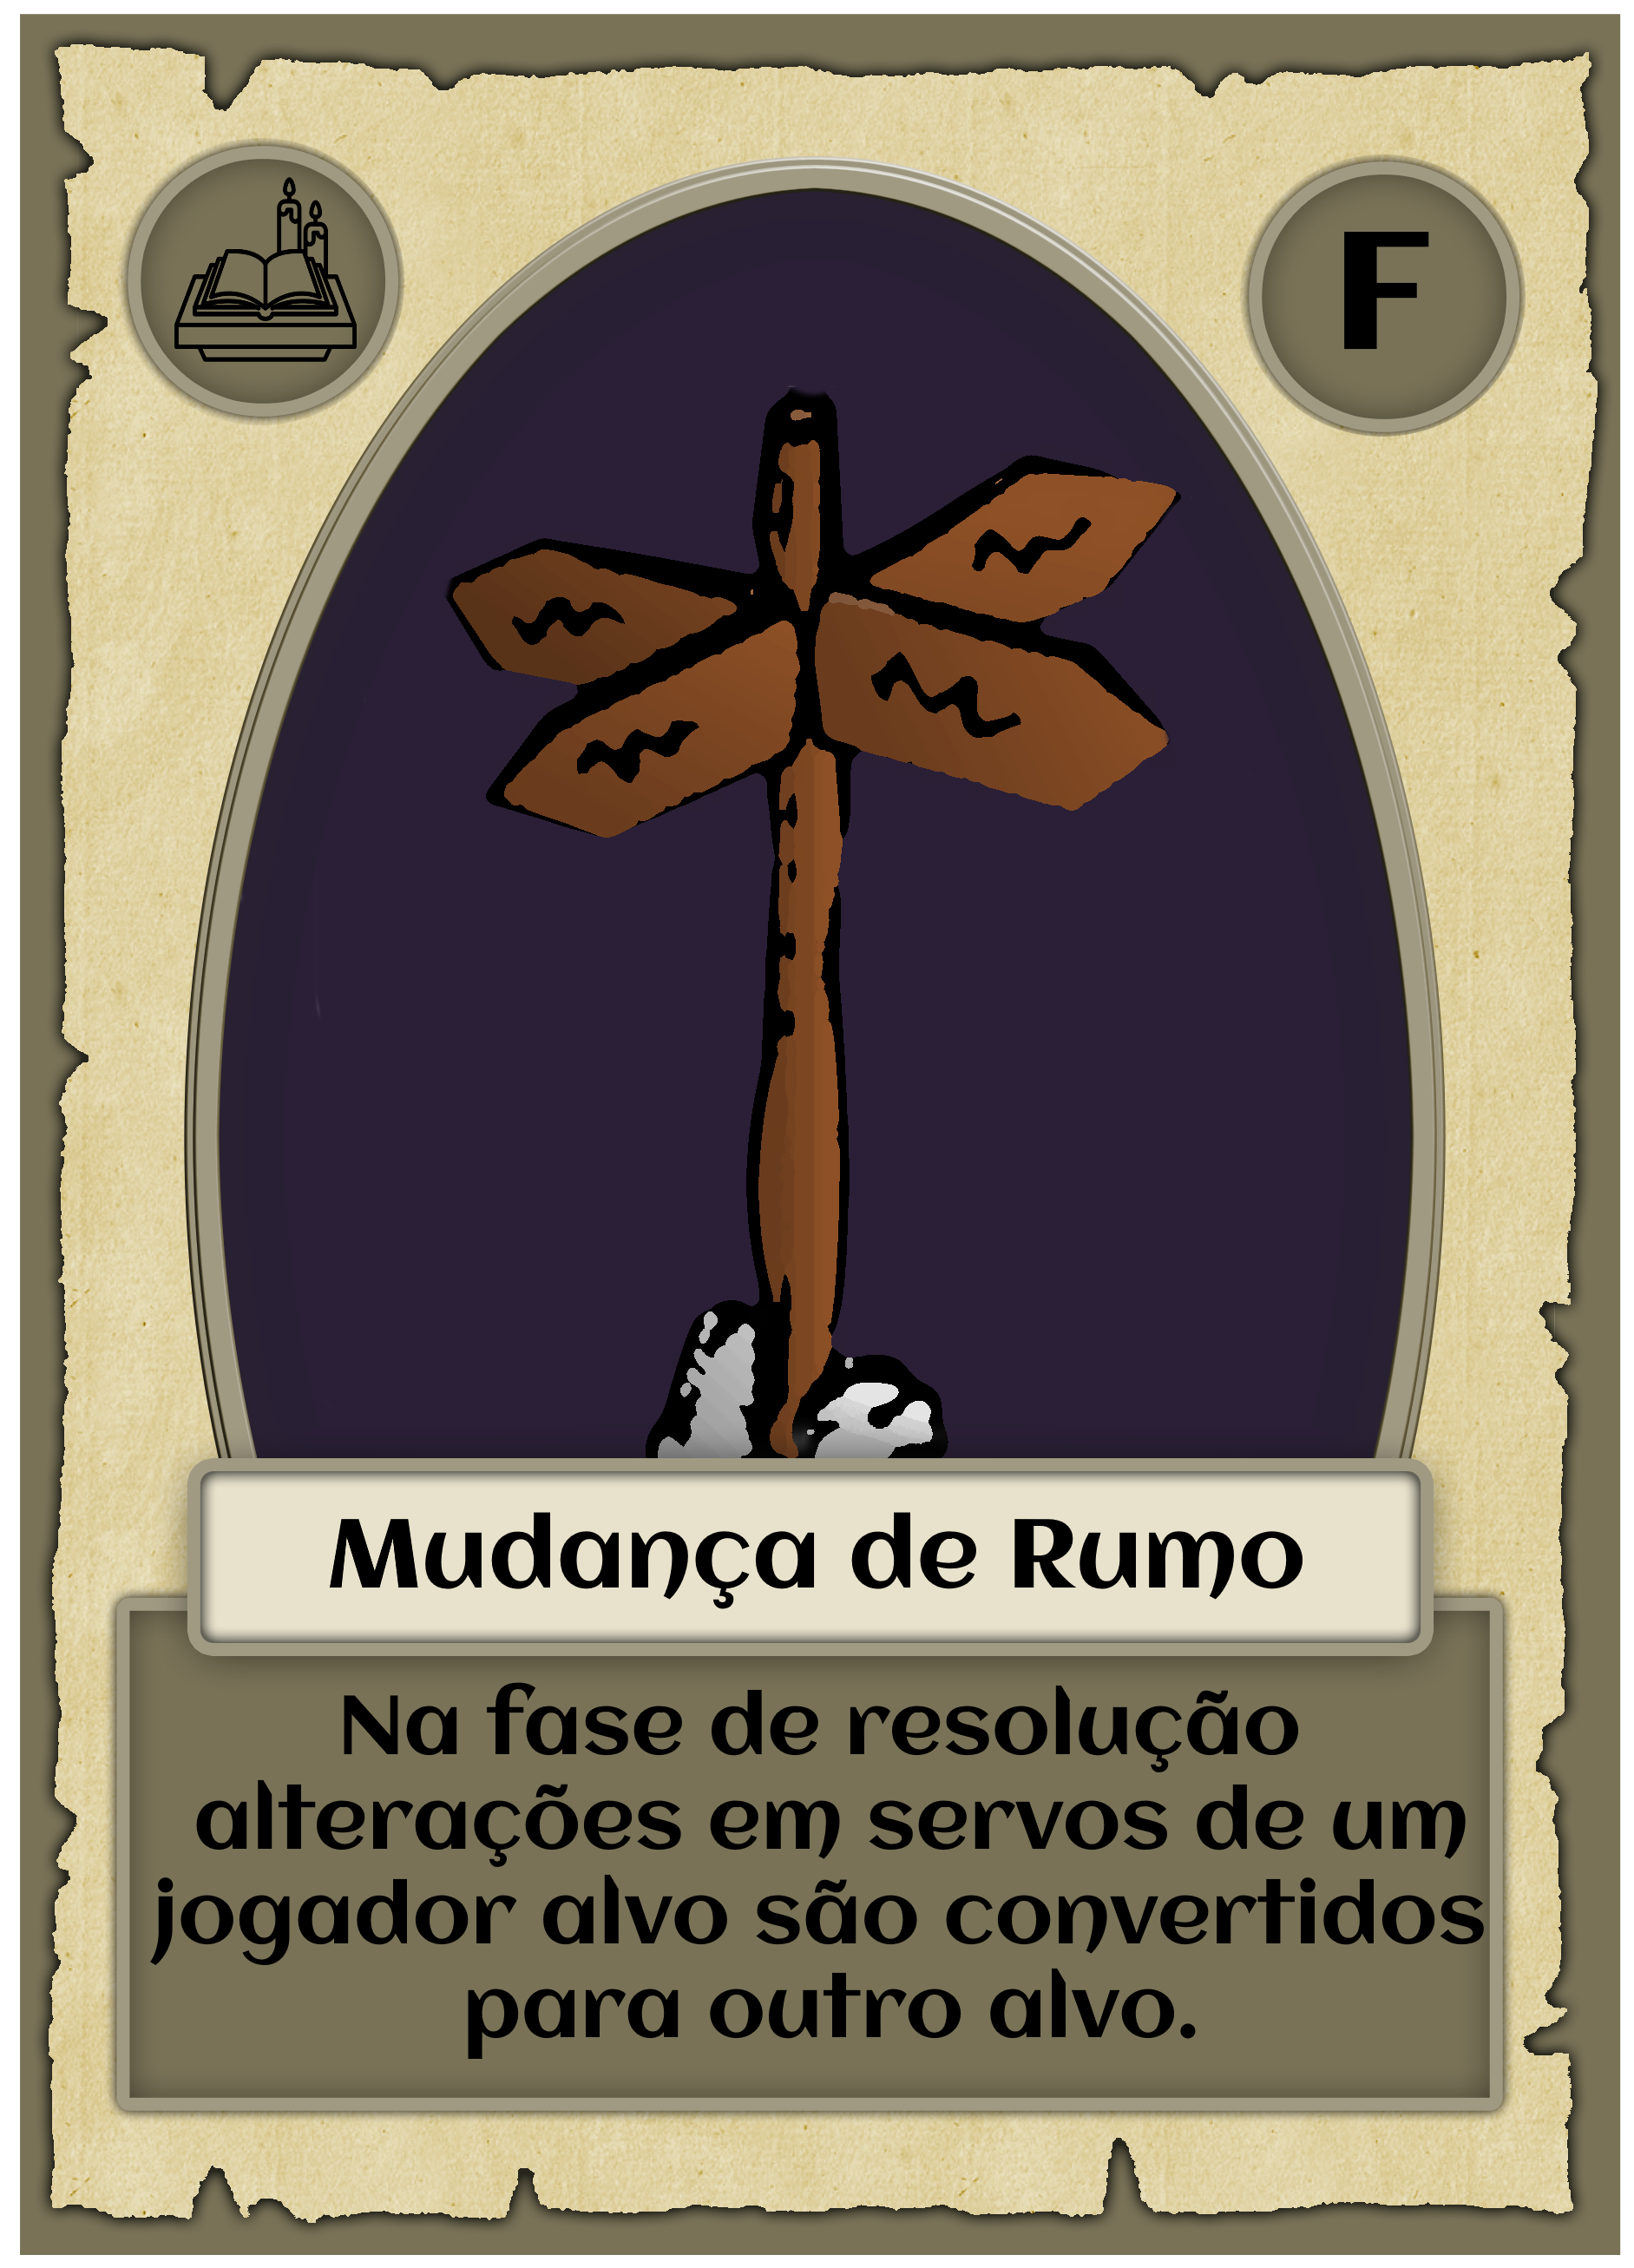 F
Mudança de Rumo
Na fase de resolução
alterações em servos de um
jogador alvo são convertidos
para outro alvo.